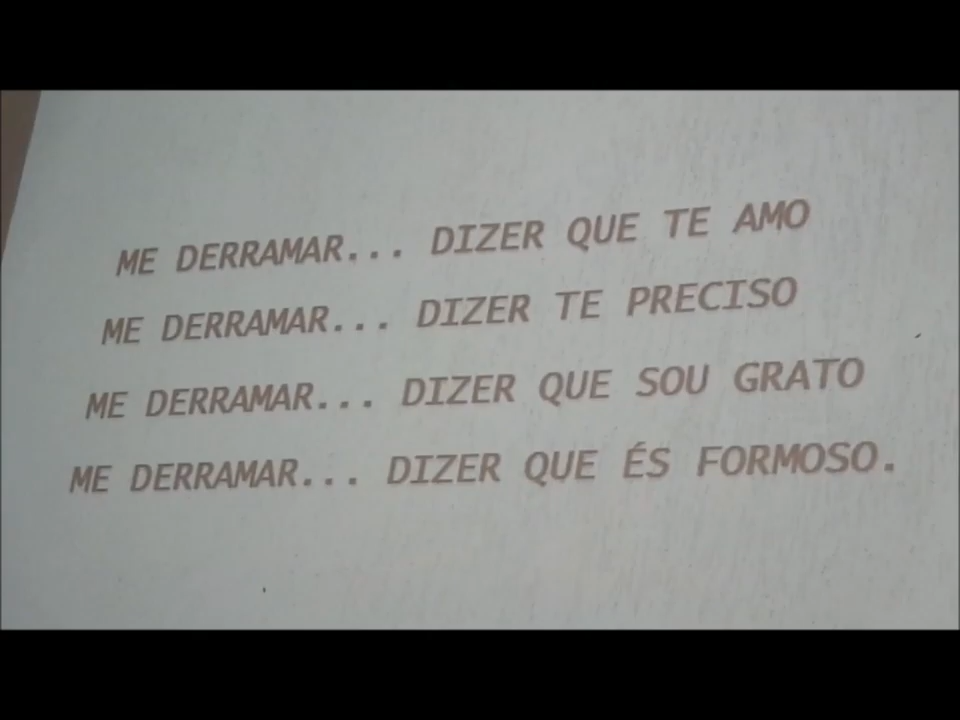 ME DERRAMAR... DIZER QUE TE AMO
ME DERRAMAR... DIZER TE PRECISO
ME DERRAMAR... DIZER QUE SOU GRATO
ME DERRAMAR... DIZER QUE ÉS FORMOSO.